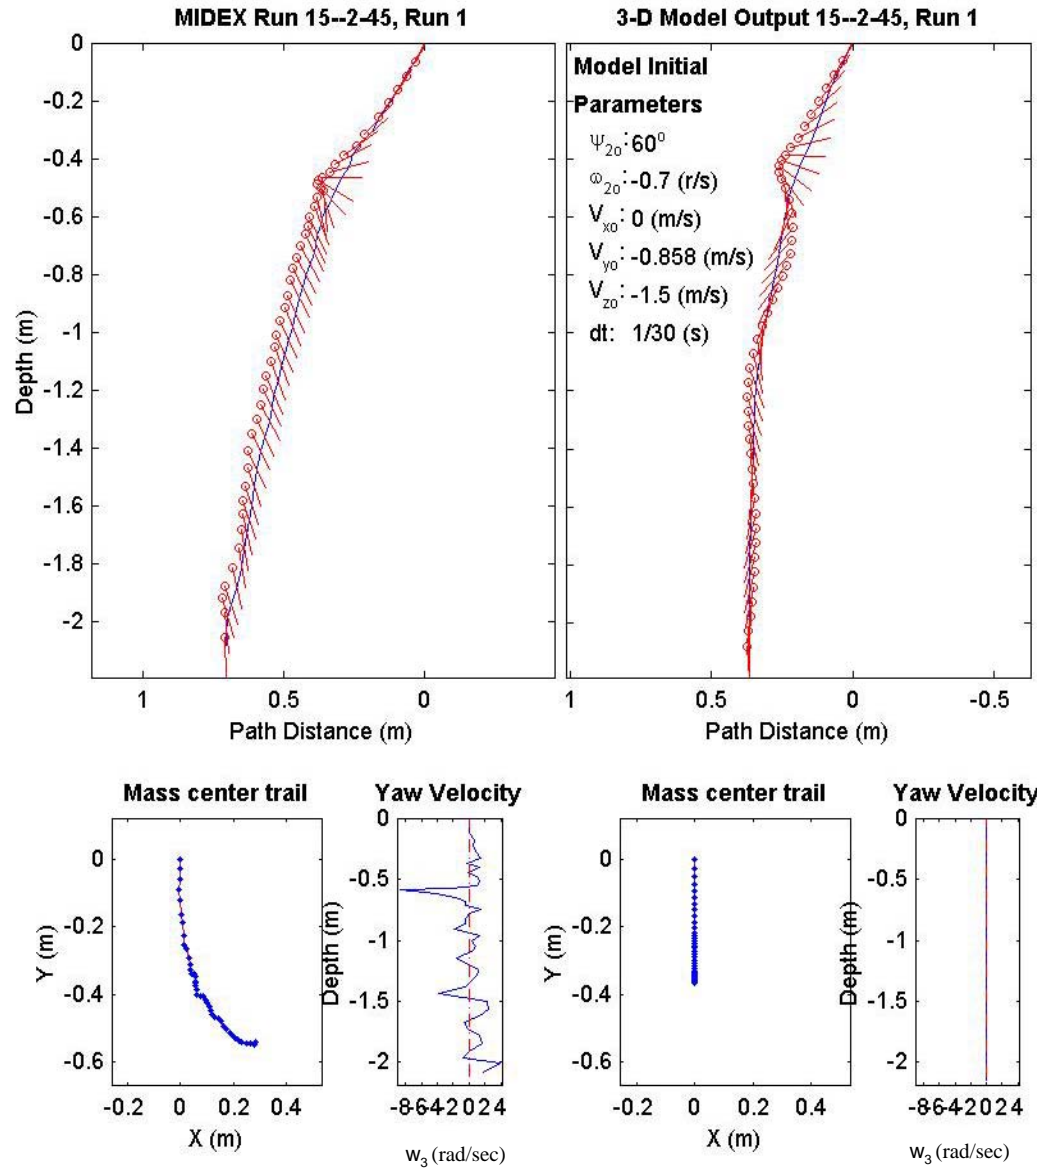 MIDEX Run 15--2-45, Run 1
3-D Model Output 15--2-45, Run 1
0
-0.2
-0.4
-0.6
-0.8
-1
-1.2
-1.4
-1.6
-1.8
-2
Depth (m)
1
0.5
0
Path Distance (m)
Model Initial
Parameters
Ψ2o: 60o
ω2o: -0.7 (r/s)
Vxo: 0 (m/s)
Vyo: -0.858 (m/s)
Vzo: -1.5 (m/s)
dt: 1/30 (s)
1
0.5
0
-0.5
Path Distance (m)
Mass center trail
0
-0.2
-0.4
-0.6
Y (m)
-0.2
0
0.2
0.4
X (m)
Yaw Velocity
0
-0.5
-1
-1.5
-2
Depth (m)
-8-6-4-2 0 2 4
w3 (rad/sec)
Mass center trail
0
-0.2
-0.4
-0.6
Y (m)
-0.2
0
0.2
0.4
X (m)
Yaw Velocity
0
-0.5
-1
-1.5
-2
Depth (m)
-8-6-4-2 0 2 4
w3 (rad/sec)